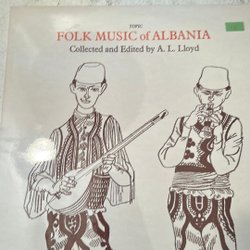 TOPIC
FOLK MUSIC of ALBANIA
Collected and Edited by A. L. Lloyd